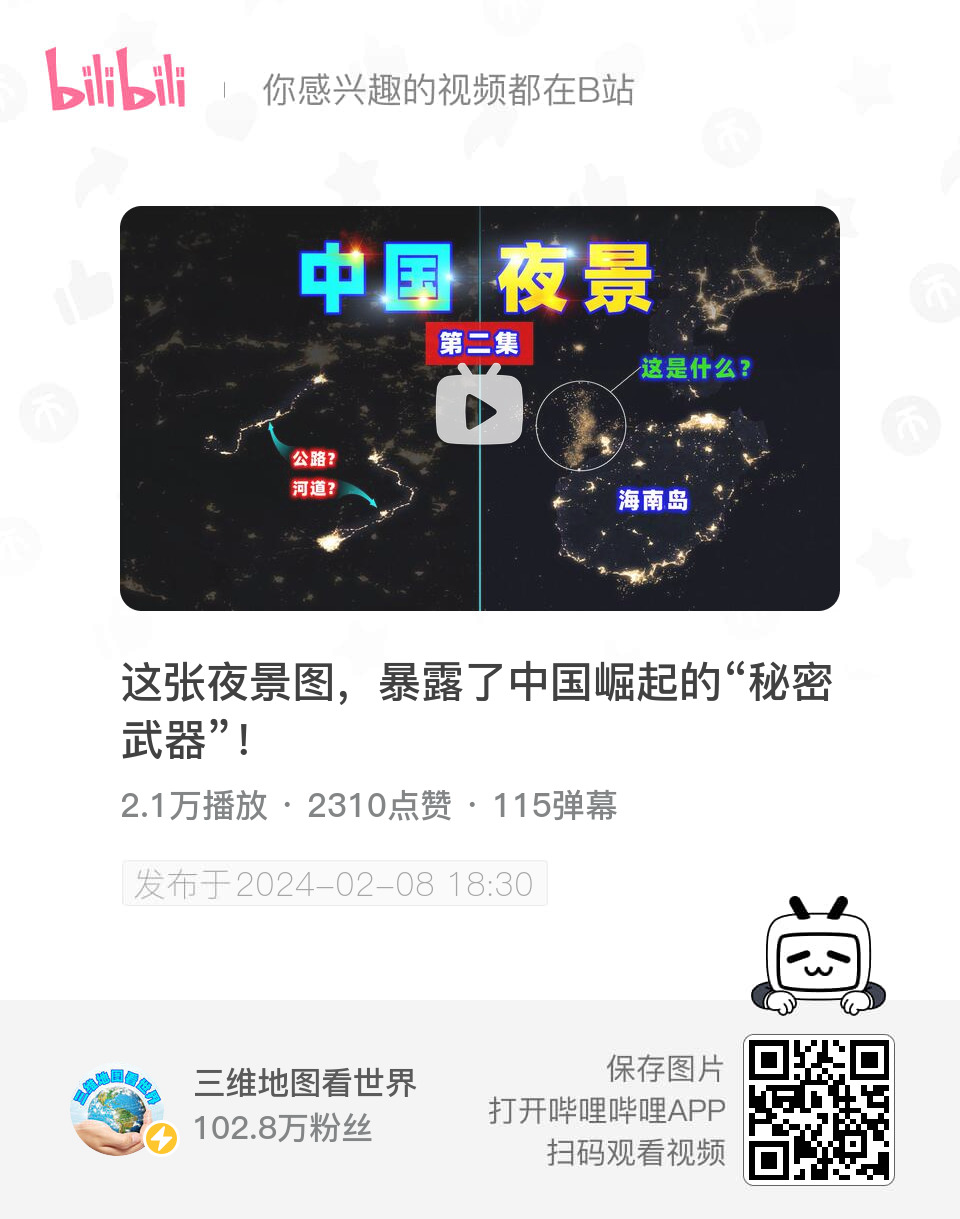 bilibili
你感兴趣的视频都在B站
中国 夜景
第二集
这是什么？
公路？
河道？
海南岛
这张夜景图，暴露了中国崛起的“秘密
武器”！
2.1万播放 · 2310点赞 · 115弹幕
发布于2024-02-08 18:30
三维地图看世界
三维地图看世界
102.8万粉丝
保存图片
打开哔哩哔哩APP
扫码观看视频